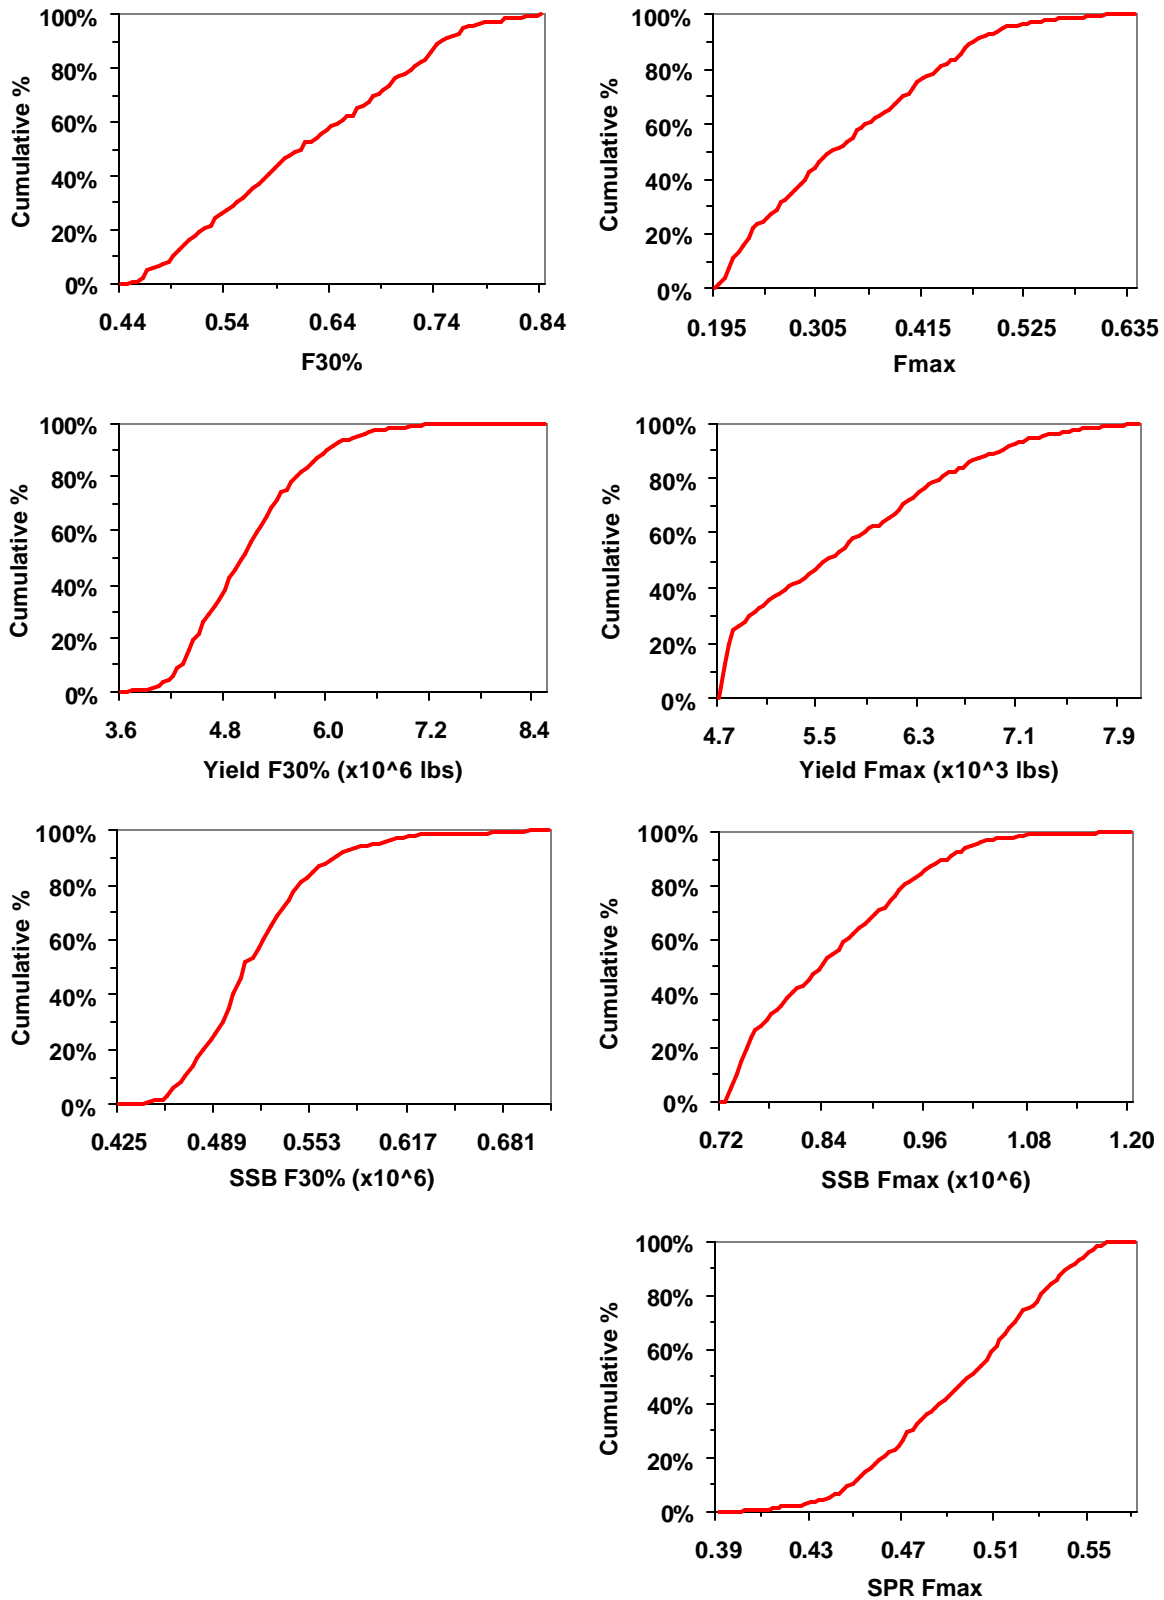 100%
80%
60%
40%
20%
0%
Cumulative %
0.44 0.54 0.64 0.74 0.84
F30%
100%
80%
60%
40%
20%
0%
Cumulative %
0.195 0.305 0.415 0.525 0.635
Fmax
100%
80%
60%
40%
20%
0%
Cumulative %
3.6 4.8 6.0 7.2 8.4
Yield F30% (x10^6 lbs)
100%
80%
60%
40%
20%
0%
Cumulative %
4.7 5.5 6.3 7.1 7.9
Yield Fmax (x10^3 lbs)
100%
80%
60%
40%
20%
0%
Cumulative %
0.425 0.489 0.553 0.617 0.681
SSB F30% (x10^6)
100%
80%
60%
40%
20%
0%
Cumulative %
0.72 0.84 0.96 1.08 1.20
SSB Fmax (x10^6)
100%
80%
60%
40%
20%
0%
Cumulative %
0.39 0.43 0.47 0.51 0.55
SPR Fmax